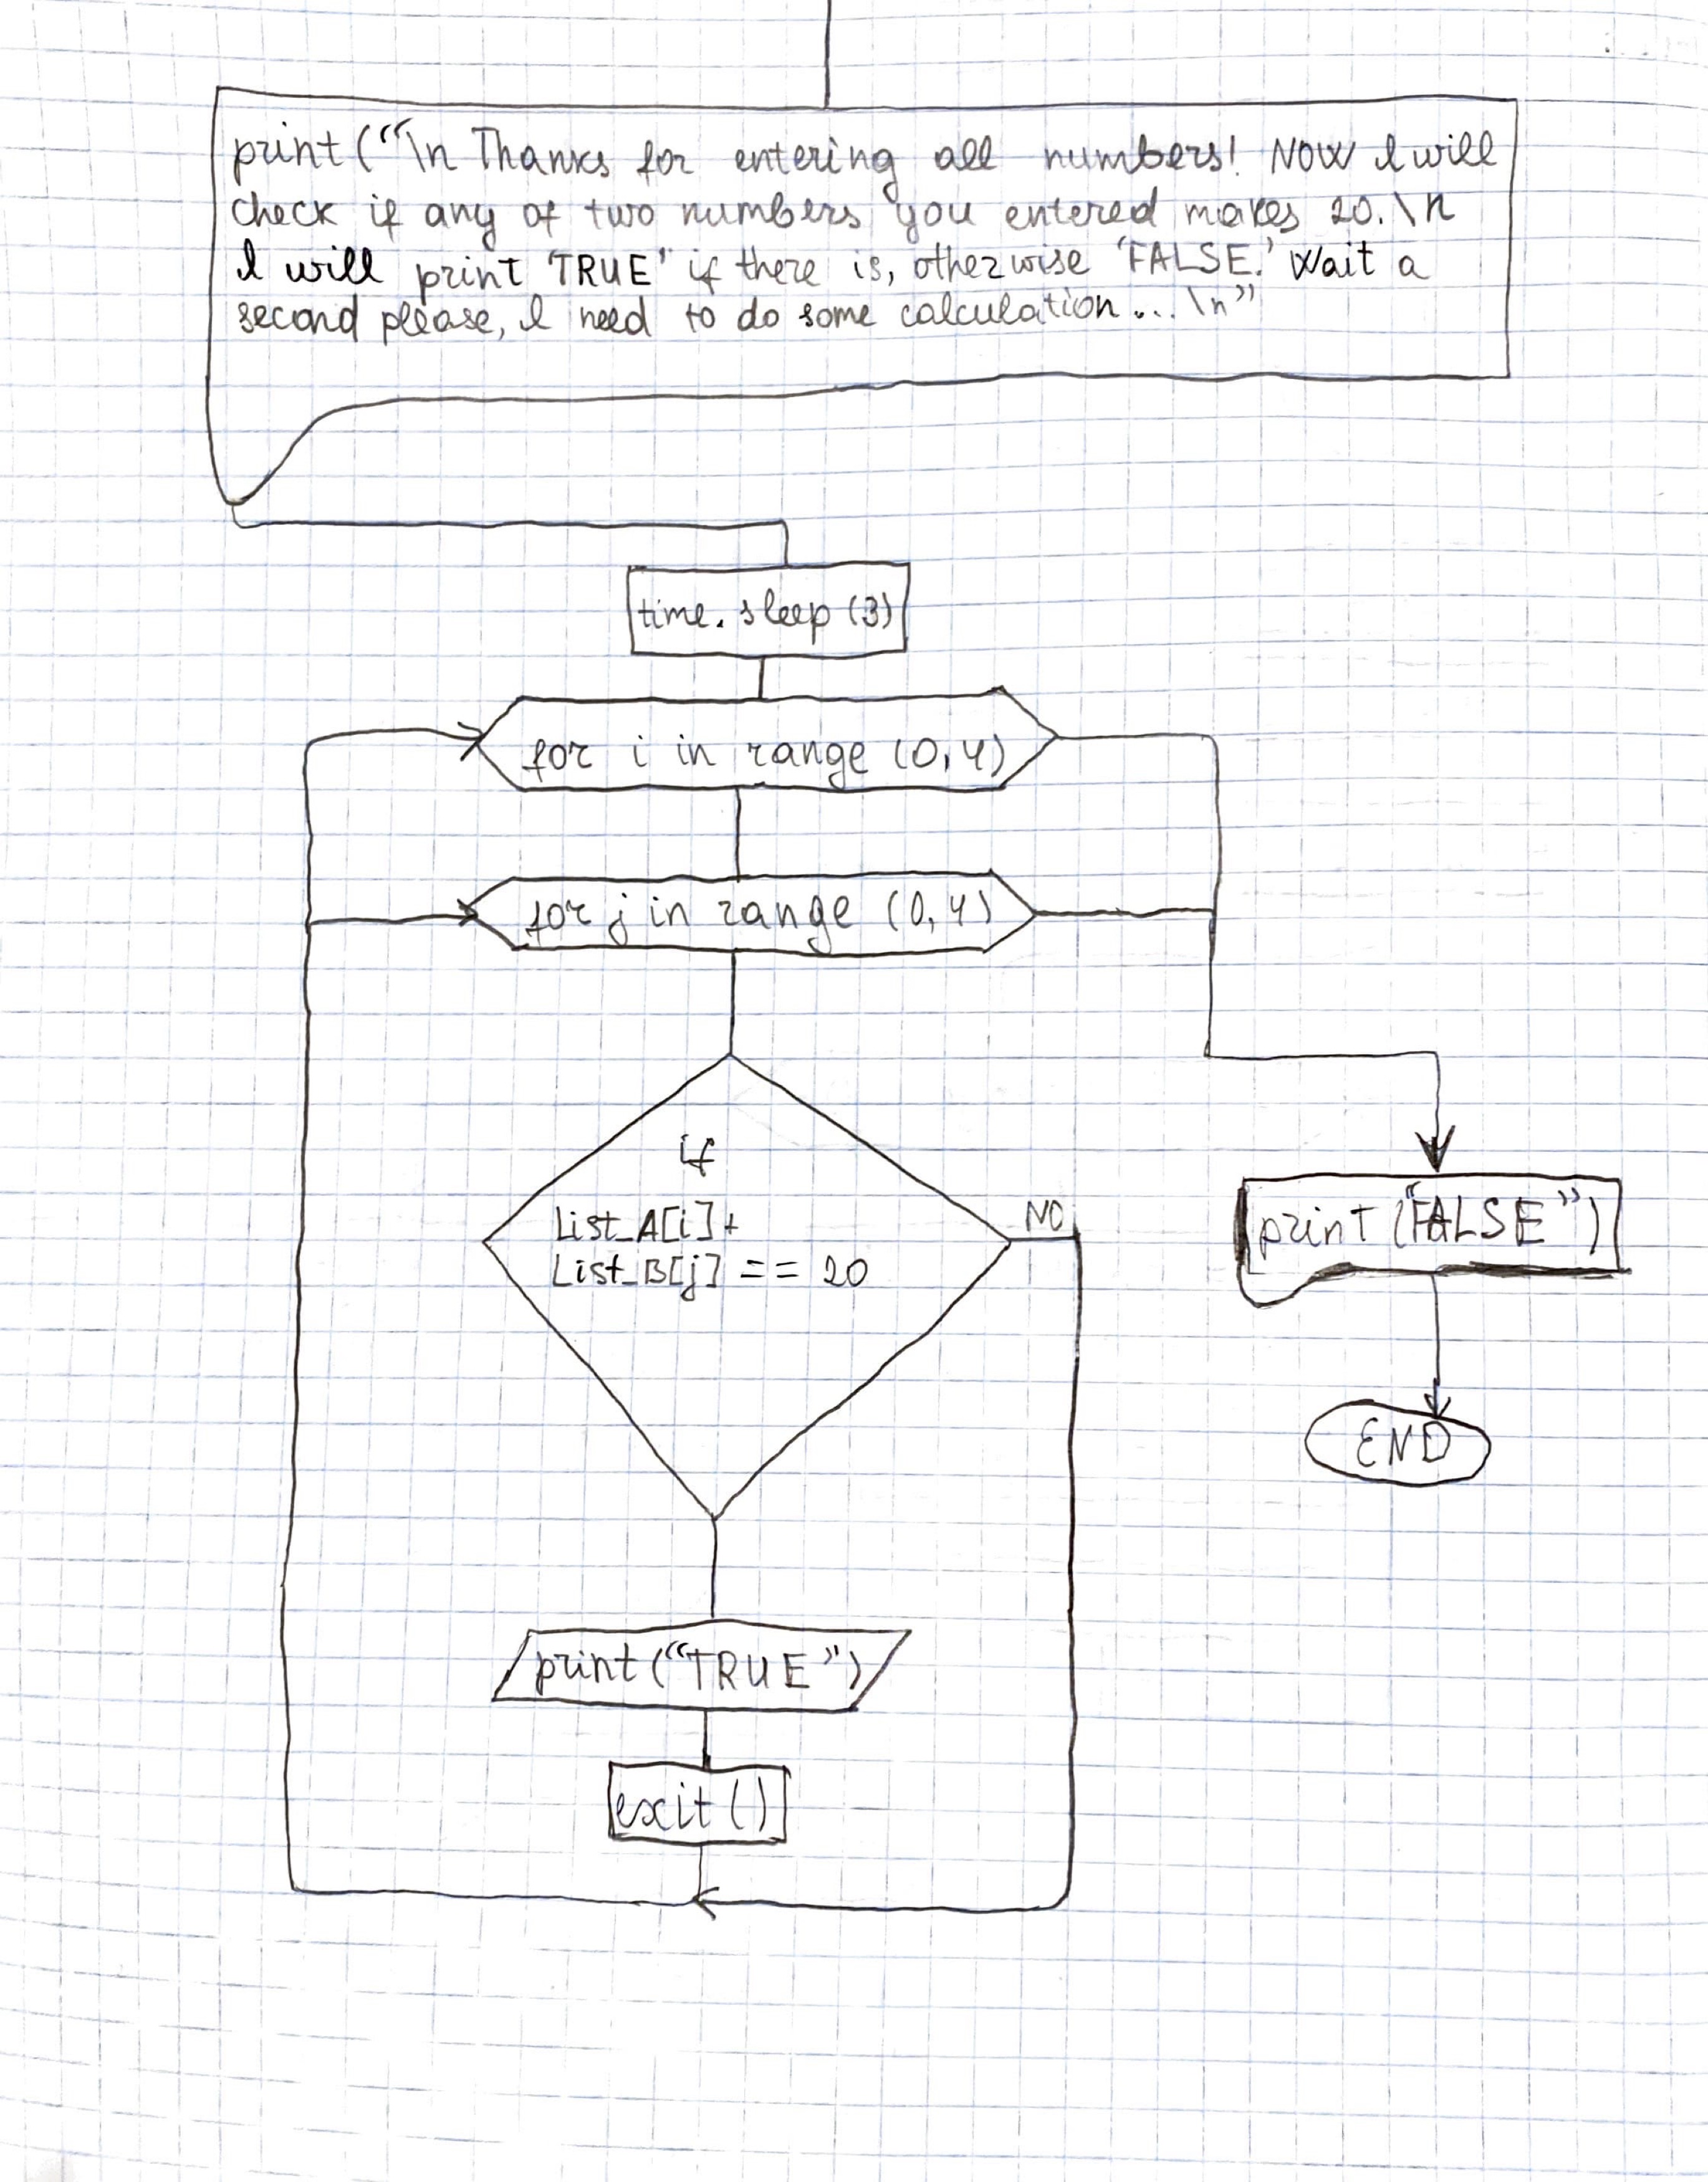 print (“\n Thanks for entering all numbers! Now I will
check if any of two numbers you entered makes 20. \n
I will print 'TRUE' if there is, otherwise 'FALSE.' Wait a
second please, I need to do some calculation... \n”
time. sleep (3)
for i in range (0,4)
for j in range (0,4)
if
List_A[i]+
List_B[j] == 20
NO
print (“FALSE”)
END
print (“TRUE”)
exit ()